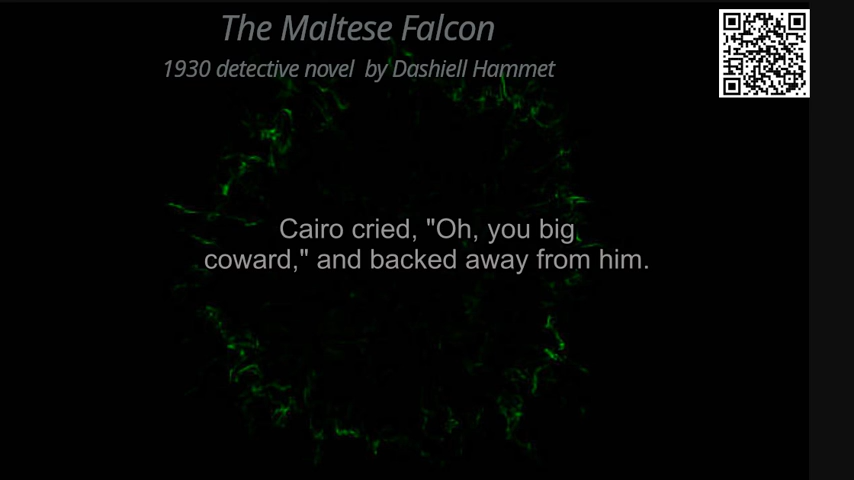 The Maltese Falcon
1930 detective novel  by Dashiell Hammet
Cairo cried, "Oh, you big
coward," and backed away from him.